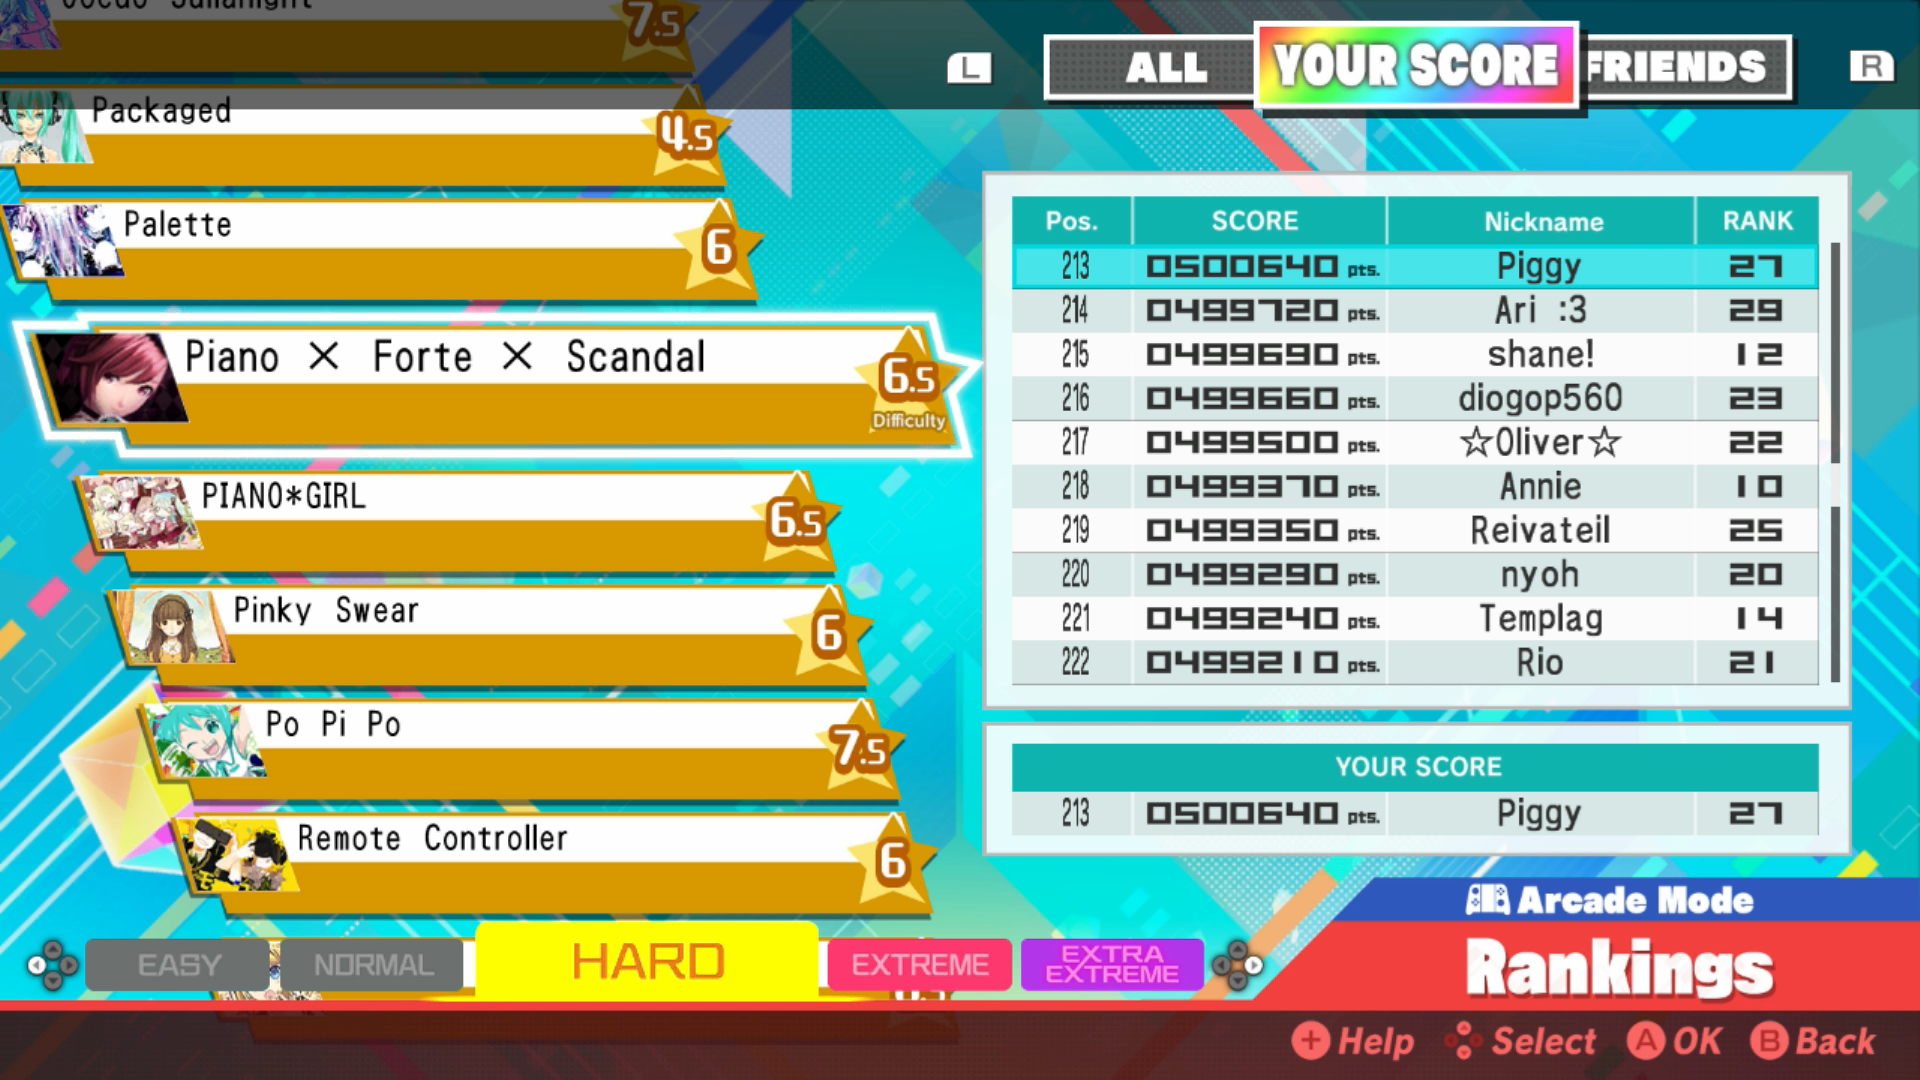 7.5
Packaged
4.5
Palette
6
Piano × Forte × Scandal
6.5
Difficulty
PIANO*GIRL
6.5
Pinky Swear
6
Po Pi Po
7.5
Remote Controller
6
L ALL YOUR SCORE FRIENDS R
Pos. SCORE Nickname RANK
213 0500640 pts. Piggy 27
214 0499720 pts. Ari :3 29
215 0499690 pts. shane! 12
216 0499660 pts. diogop560 23
217 0499500 pts. ☆Oliver☆ 22
218 0499370 pts. Annie 10
219 0499350 pts. Reivateil 25
220 0499290 pts. nyoh 20
221 0499240 pts. Templag 14
222 0499210 pts. Rio 21
YOUR SCORE
213 0500640 pts. Piggy 27
Arcade Mode
Rankings
EASY NORMAL HARD EXTREME EXTRA EXTREME
+ Help Select A OK B Back